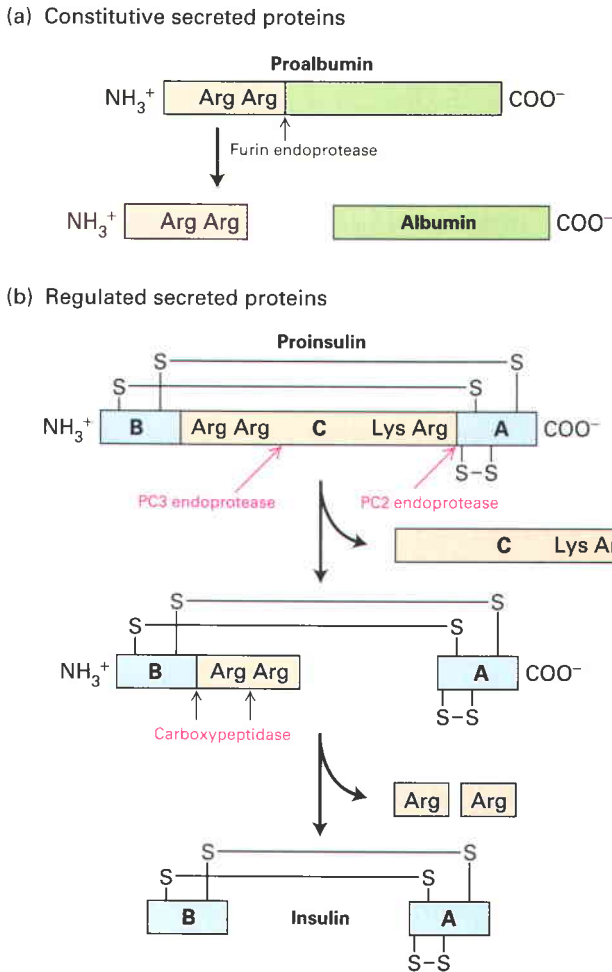 (a) Constitutive secreted proteins
Proalbumin
NH3+ Arg Arg COO−
Furin endoprotease
NH3+ Arg Arg Albumin COO−
(b) Regulated secreted proteins
Proinsulin
S S
S S
NH3+ B Arg Arg C Lys Arg A COO−
S–S
PC3 endoprotease PC2 endoprotease
C Lys Ar
S S
S S
NH3+ B Arg Arg A COO−
S–S
Carboxypeptidase
Arg Arg
S S
S S
B Insulin A
S–S